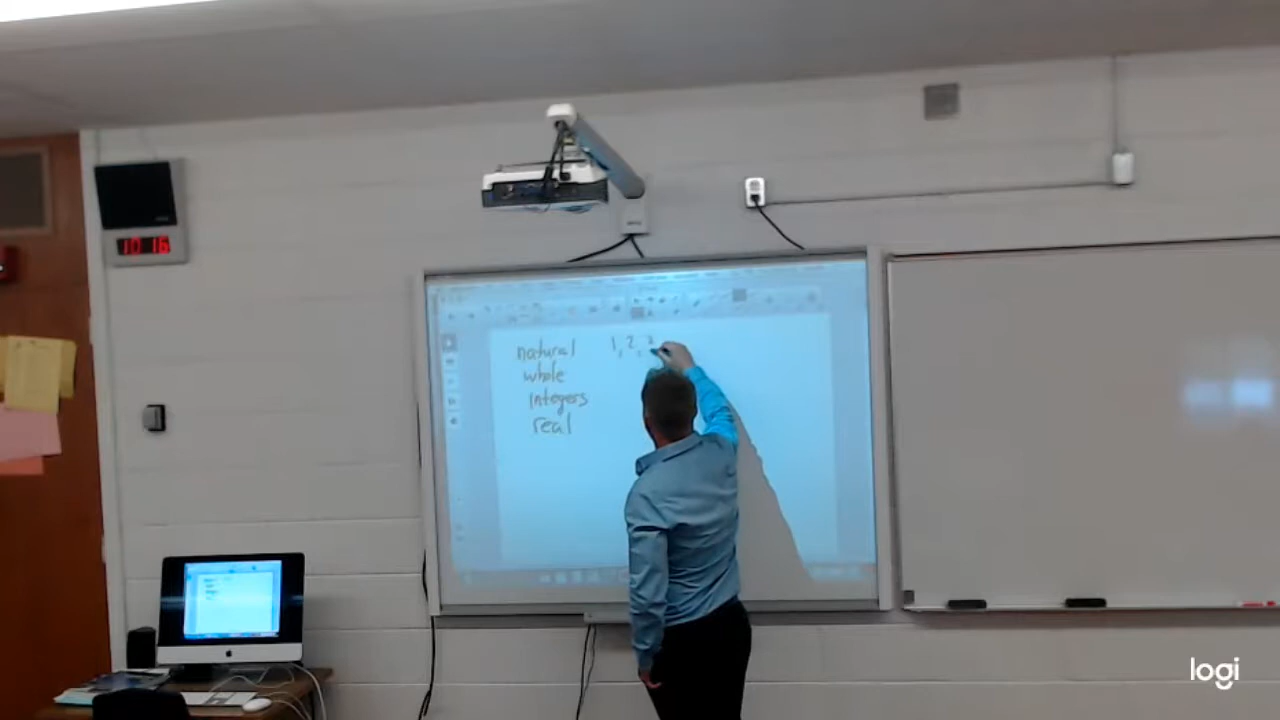 10 16
natural 1, 2, 3
whole
integers
real
logi